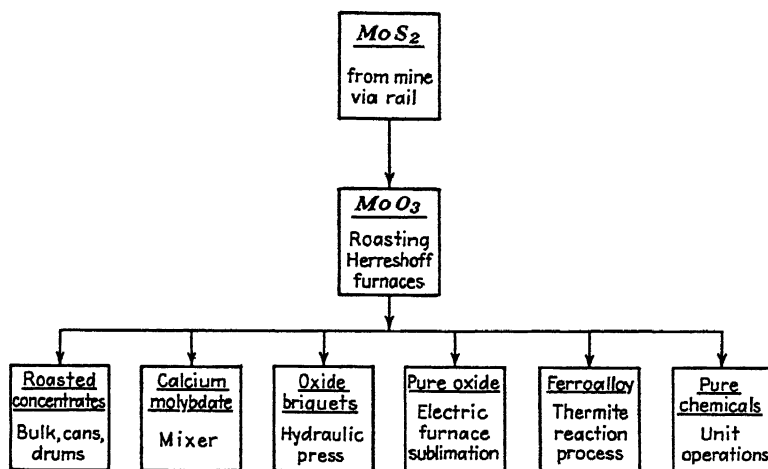 MoS2
from mine
via rail
MoO3
Roasting
Herreshoff
furnaces
Roasted
concentrates
Bulk, cans,
drums
Calcium
molybdate
Mixer
Oxide
briquets
Hydraulic
press
Pure oxide
Electric
furnace
sublimation
Ferroalloy
Thermite
reaction
process
Pure
chemicals
Unit
operations